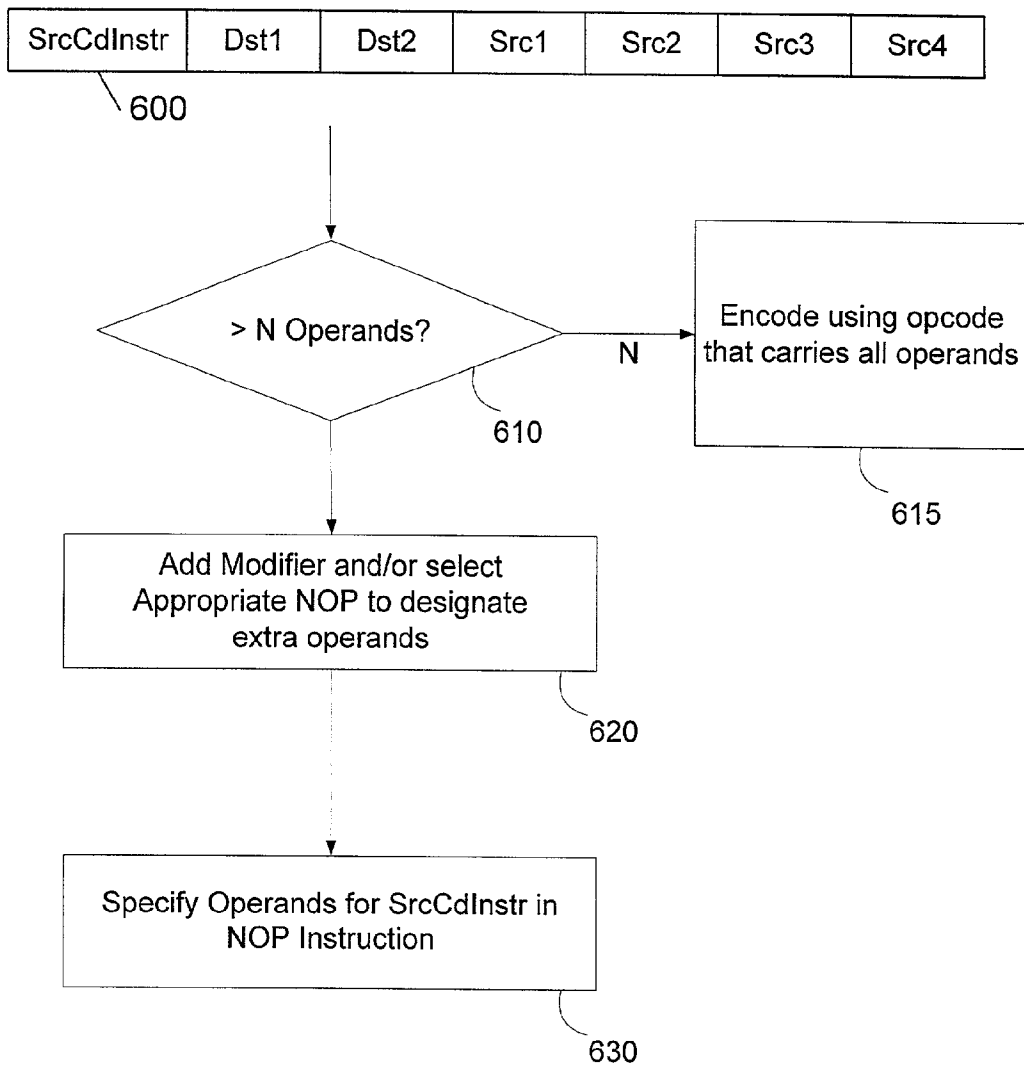 SrcCdInstr Dst1 Dst2 Src1 Src2 Src3 Src4
600
> N Operands?
N
610
Encode using opcode
that carries all operands
615
Add Modifier and/or select
Appropriate NOP to designate
extra operands
620
Specify Operands for SrcCdInstr in
NOP Instruction
630